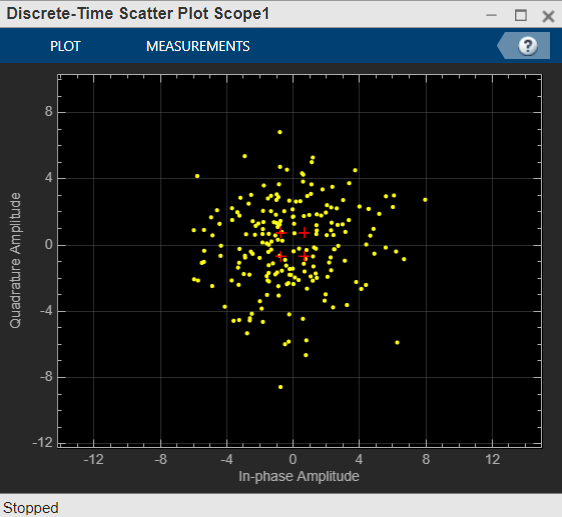 Discrete-Time Scatter Plot Scope1
PLOT MEASUREMENTS ?
8
4
0
-4
-8
-12
Quadrature Amplitude
-12 -8 -4 0 4 8 12
In-phase Amplitude
Stopped